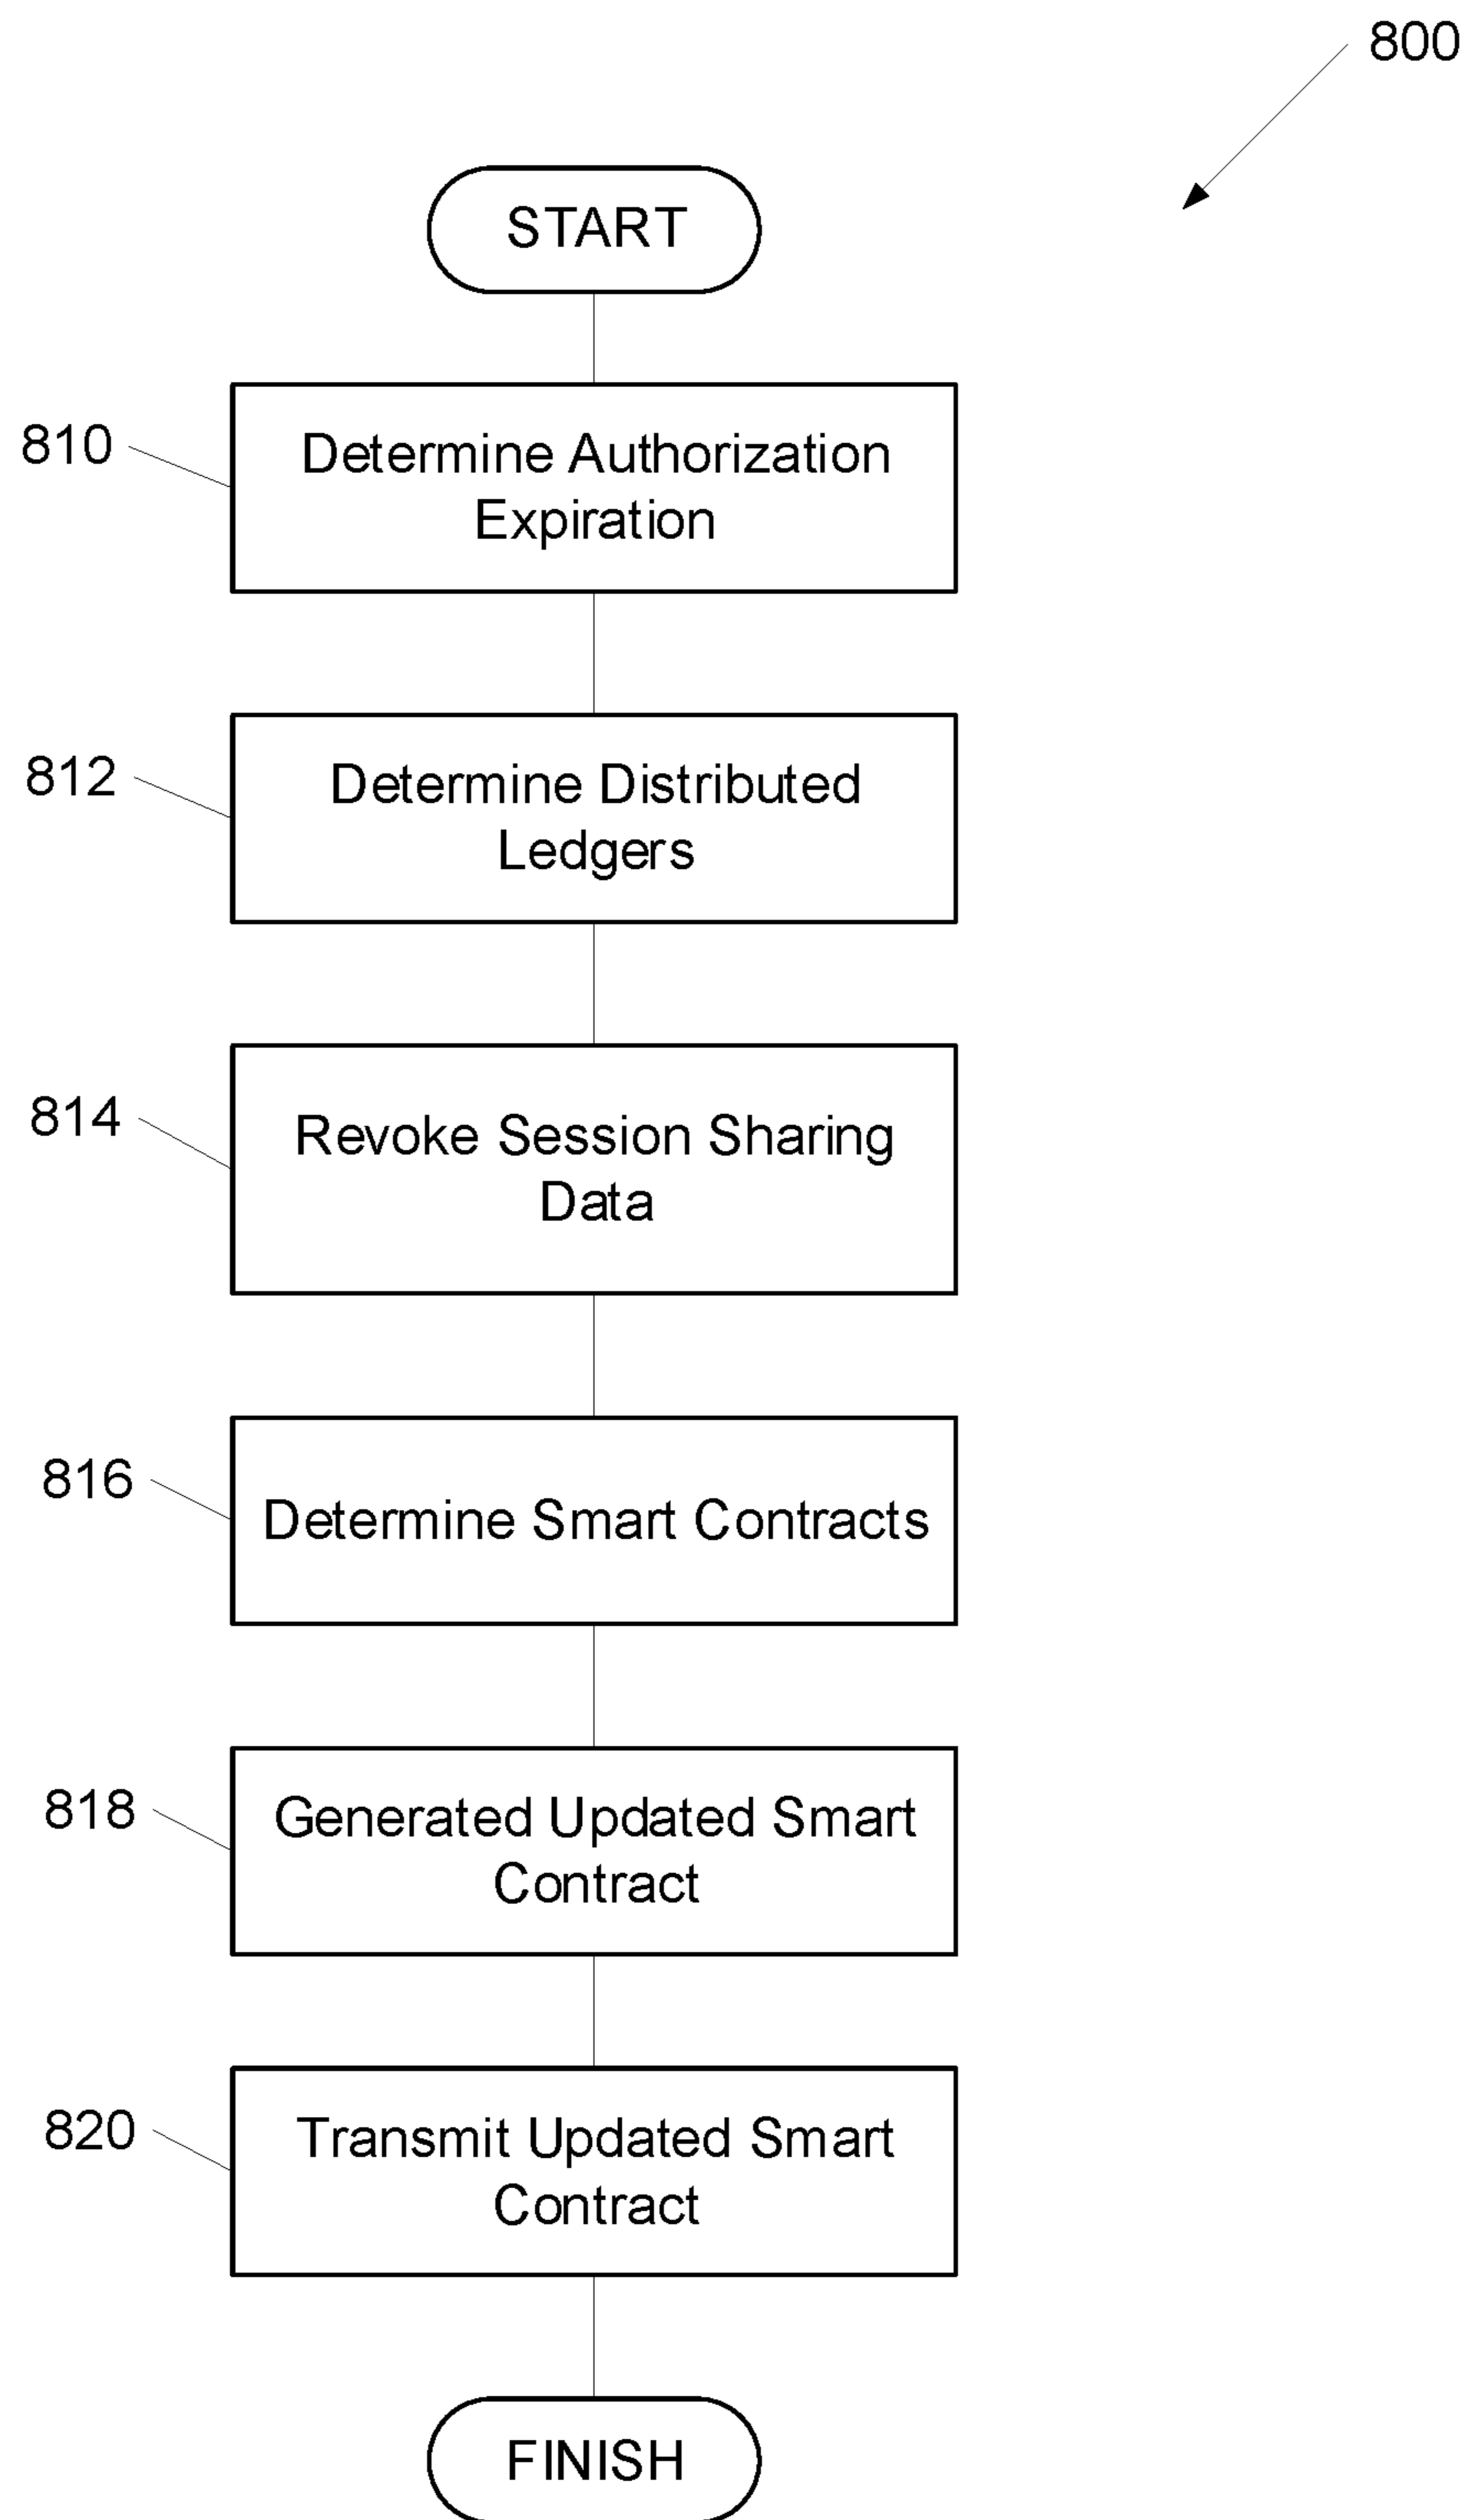 800
START
810
Determine Authorization
Expiration
812
Determine Distributed
Ledgers
814
Revoke Session Sharing
Data
816
Determine Smart Contracts
818
Generated Updated Smart
Contract
820
Transmit Updated Smart
Contract
FINISH